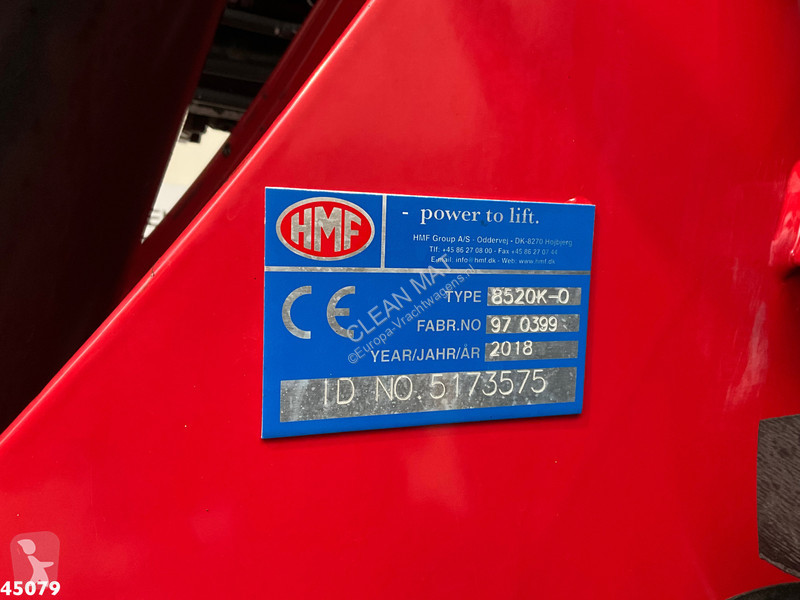 HMF
- power to lift.
HMF Group A/S - Oddervej - DK-8270 Højbjerg
Tlf: +45 86 27 08 00 - Fax +45 86 27 07 44
Email: info@hmf.dk - Web: www.hmf.dk
CE
TYPE 8520K-0
FABR.NO 97 0399
YEAR/JAHR/ÅR 2018
ID NO. 5173575
CLEAN MAT
©Europa-Vrachtwagens.nl
45079